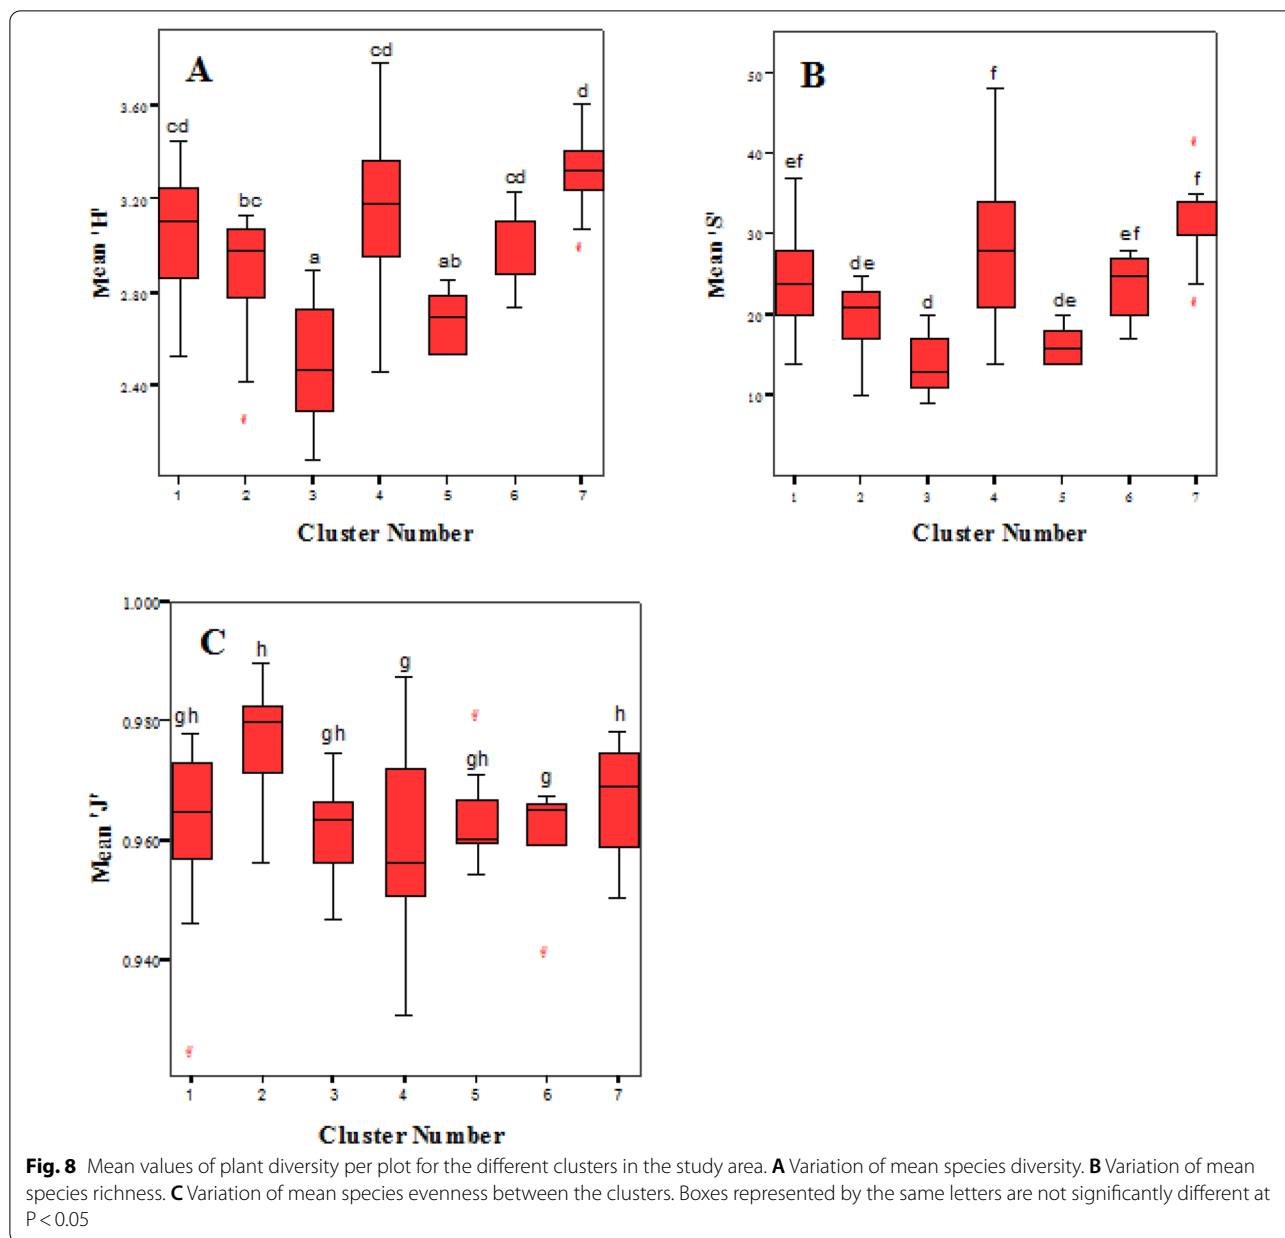 A
cd
bc
a
cd
ab
cd
d
3.60
3.20
2.80
2.40
Mean 'H'
1 2 3 4 5 6 7
Cluster Number
B
ef
de
d
f
de
ef
f
50
40
30
20
10
Mean 'S'
1 2 3 4 5 6 7
Cluster Number
C
gh
h
gh
g
gh
g
h
1.000
0.980
0.960
0.940
Mean 'J'
1 2 3 4 5 6 7
Cluster Number
Fig. 8 Mean values of plant diversity per plot for the different clusters in the study area. A Variation of mean species diversity. B Variation of mean
species richness. C Variation of mean species evenness between the clusters. Boxes represented by the same letters are not significantly different at
P < 0.05